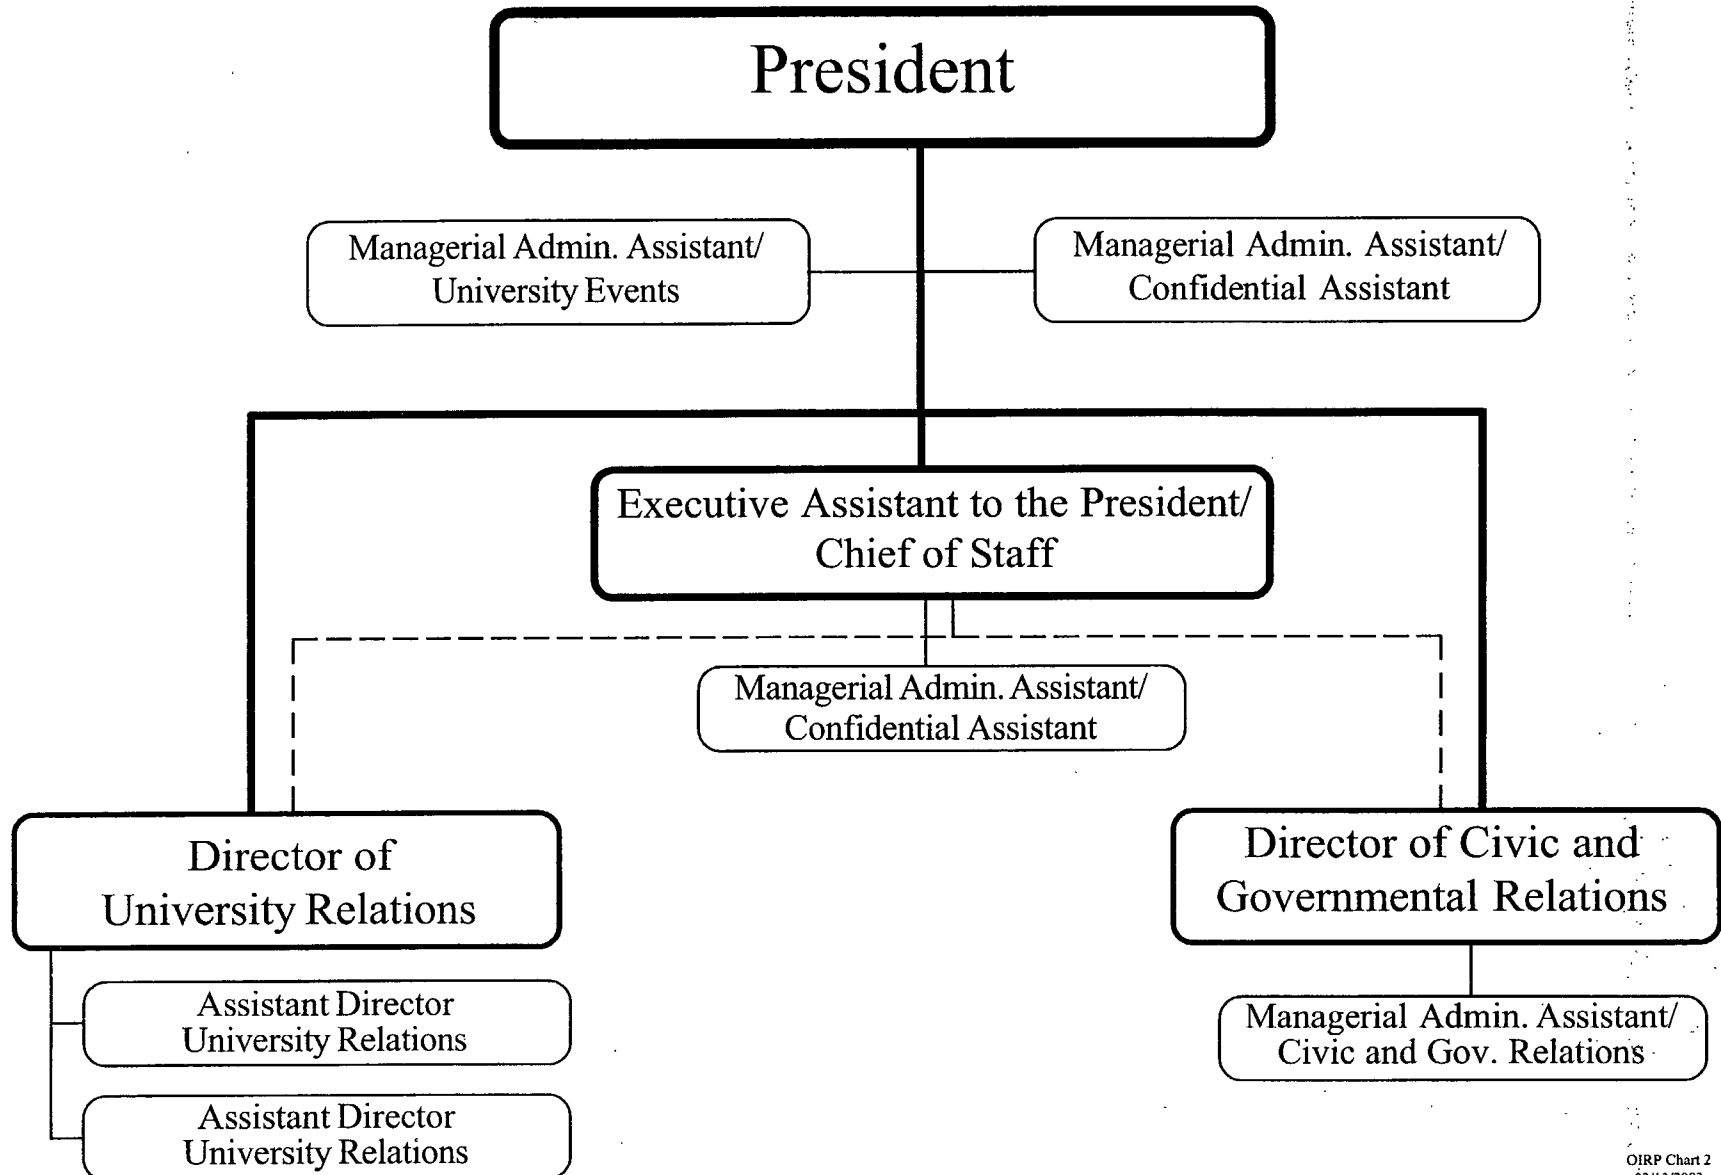 President
Managerial Admin. Assistant/
University Events
Managerial Admin. Assistant/
Confidential Assistant
Executive Assistant to the President/
Chief of Staff
Managerial Admin. Assistant/
Confidential Assistant
Director of
University Relations
Director of Civic and
Governmental Relations
Assistant Director
University Relations
Managerial Admin. Assistant/
Civic and Gov. Relations
Assistant Director
University Relations
OIRP Chart 2